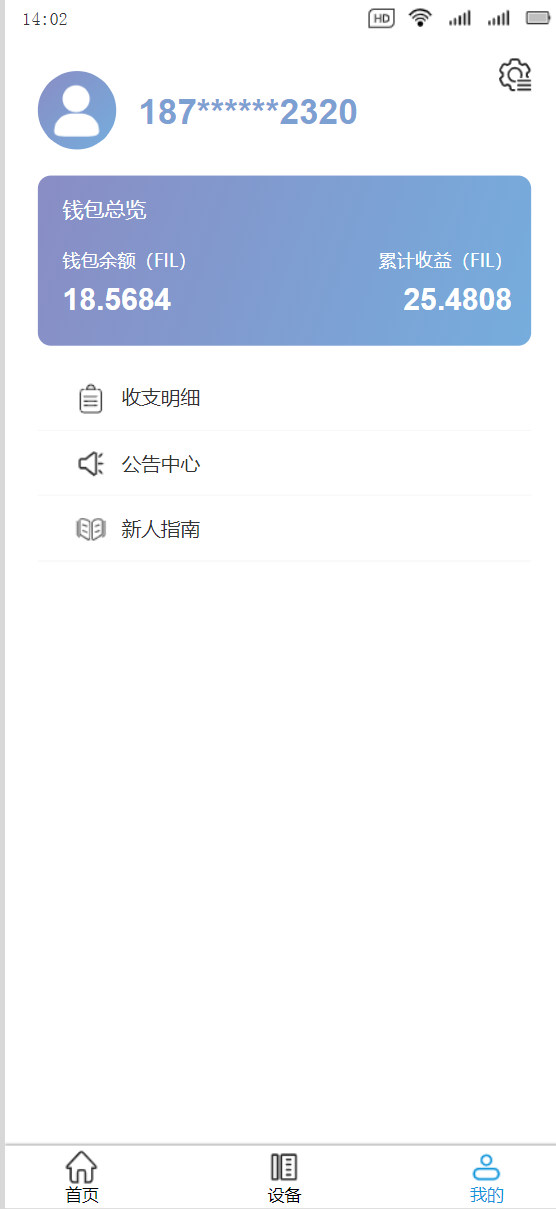 14:02 HD
187******2320
钱包总览
钱包余额（FIL） 累计收益（FIL）
18.5684 25.4808
收支明细
公告中心
新人指南
首页 设备 我的